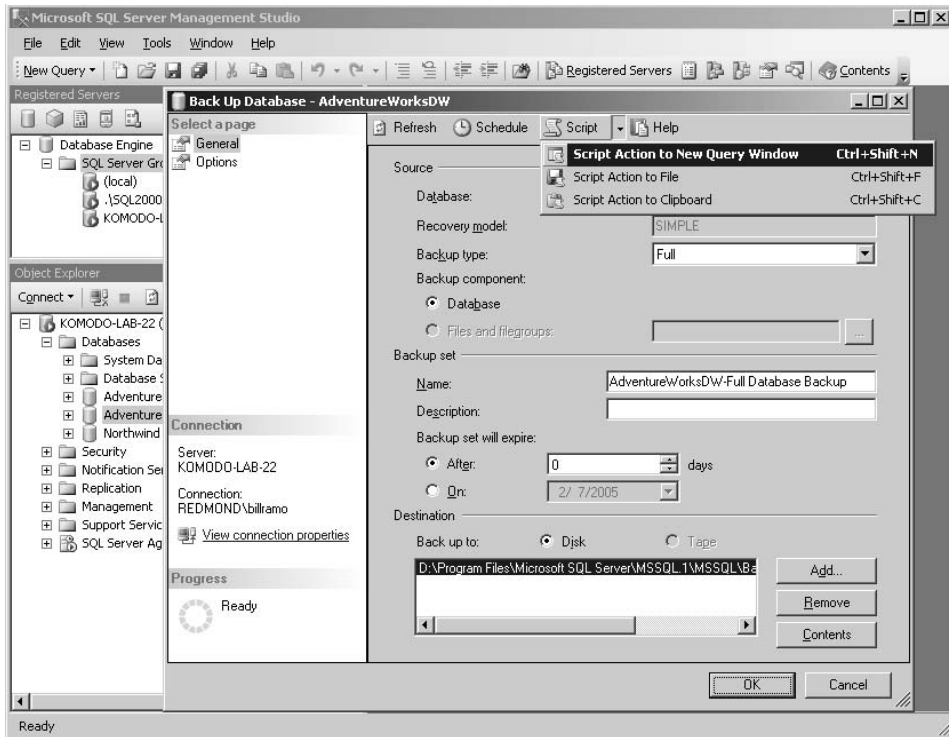 Microsoft SQL Server Management Studio
File Edit View Tools Window Help
New Query Registered Servers Contents
Registered Servers
Database Engine
SQL Server Gro
(local)
.\SQL2000
KOMODO-L
Object Explorer
Connect
KOMODO-LAB-22 (
Databases
System Da
Database S
Adventure
Adventure
Northwind
Security
Notification Ser
Replication
Management
Support Servic
SQL Server Ag
Back Up Database - AdventureWorksDW
Select a page
General
Options
Connection
Server:
KOMODO-LAB-22
Connection:
REDMOND\billramo
View connection properties
Progress
Ready
Refresh Schedule Script Help
Script Action to New Query Window Ctrl+Shift+N
Script Action to File Ctrl+Shift+F
Script Action to Clipboard Ctrl+Shift+C
Source
Database:
Recovery model: SIMPLE
Backup type: Full
Backup component:
Database
Files and filegroups: ...
Backup set
Name: AdventureWorksDW-Full Database Backup
Description:
Backup set will expire:
After: 0 days
On: 2/ 7/2005
Destination
Back up to: Disk Tape
D:\Program Files\Microsoft SQL Server\MSSQL.1\MSSQL\Ba
Add...
Remove
Contents
OK Cancel
Ready